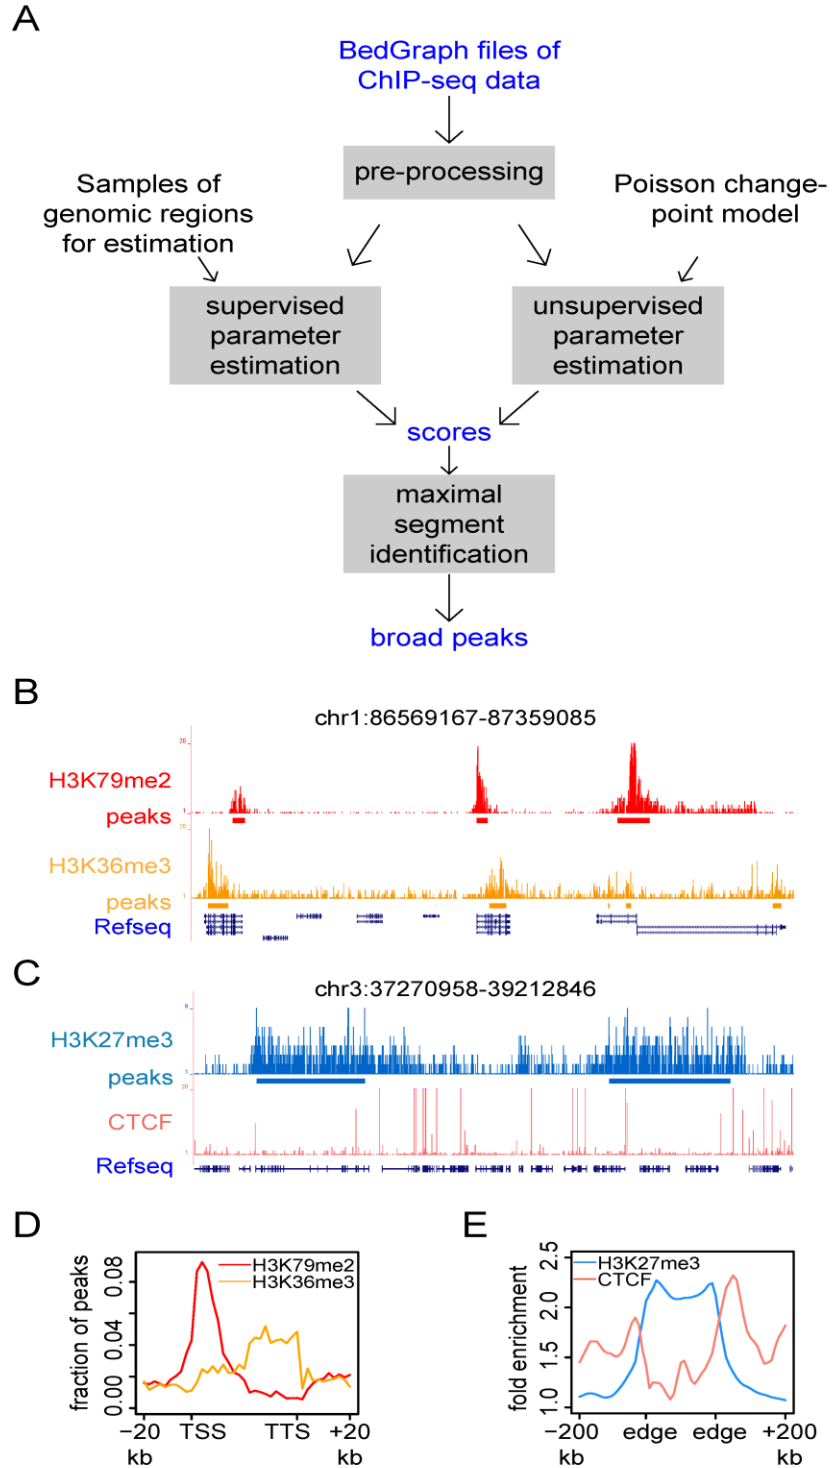 A
BedGraph files of
ChIP-seq data
pre-processing
Samples of
genomic regions
for estimation
Poisson change-
point model
supervised
parameter
estimation
unsupervised
parameter
estimation
scores
maximal
segment
identification
broad peaks
B
chr1:86569167-87359085
20
H3K79me2
1
peaks
20
H3K36me3
1
peaks
Refseq
C
chr3:37270958-39212846
8
H3K27me3
1
peaks
20
CTCF
1
Refseq
D
fraction of peaks
0.08
0.04
0.00
H3K79me2
H3K36me3
−20 kb
TSS
TTS
+20 kb
E
fold enrichment
2.5
2.0
1.5
1.0
H3K27me3
CTCF
−200 kb
edge
edge
+200 kb